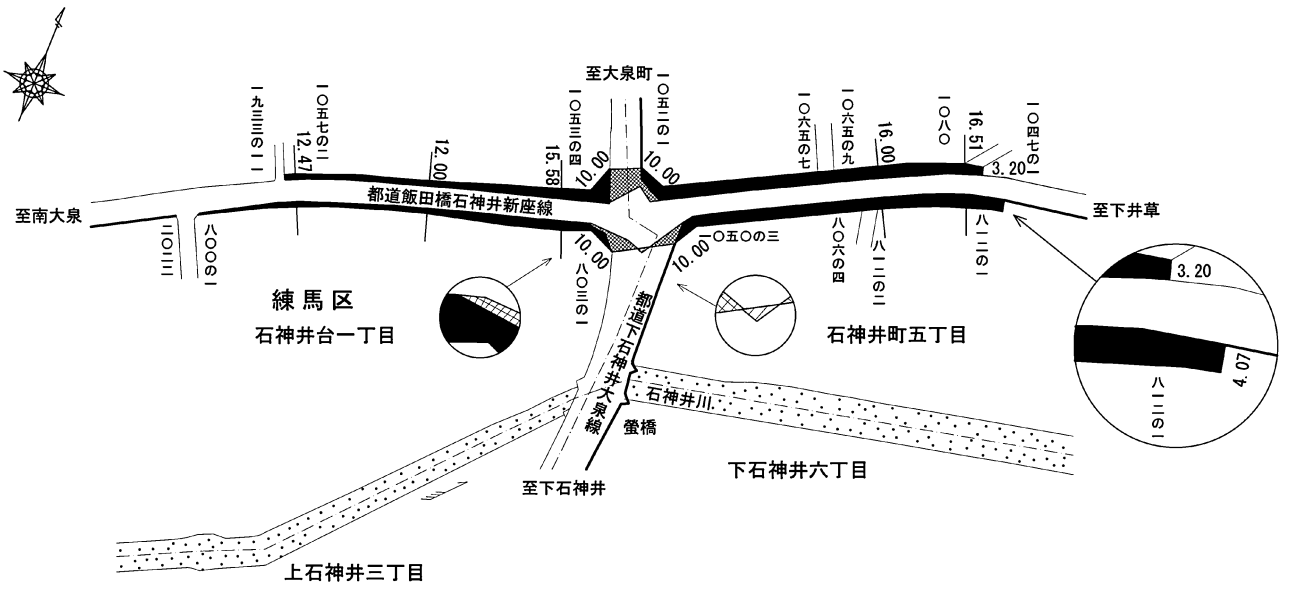 至大泉町
一九三三の一一
一〇五七の二
12.47
12.00
一〇五三の四
15.58
10.00
一〇五二の一
10.00
一〇六五の七
一〇六五の九
16.00
一〇八〇
16.51
一〇四七の一
3.20
至南大泉
都道飯田橋石神井新座線
至下井草
二〇二二
八〇〇の一
10.00
八〇三の一
一〇五〇の三
10.00
八〇六の四
八一二の二
八一二の一
練馬区
石神井台一丁目
都道下石神井大泉線
石神井町五丁目
3.20
4.07
八一二の一
石神井川
螢橋
下石神井六丁目
至下石神井
上石神井三丁目